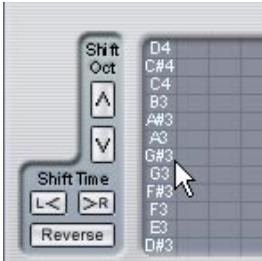 Shift
Oct
Shift Time
L<
>R
Reverse
D4
C#4
C4
B3
A#3
A3
G#3
G3
F#3
F3
E3
D#3